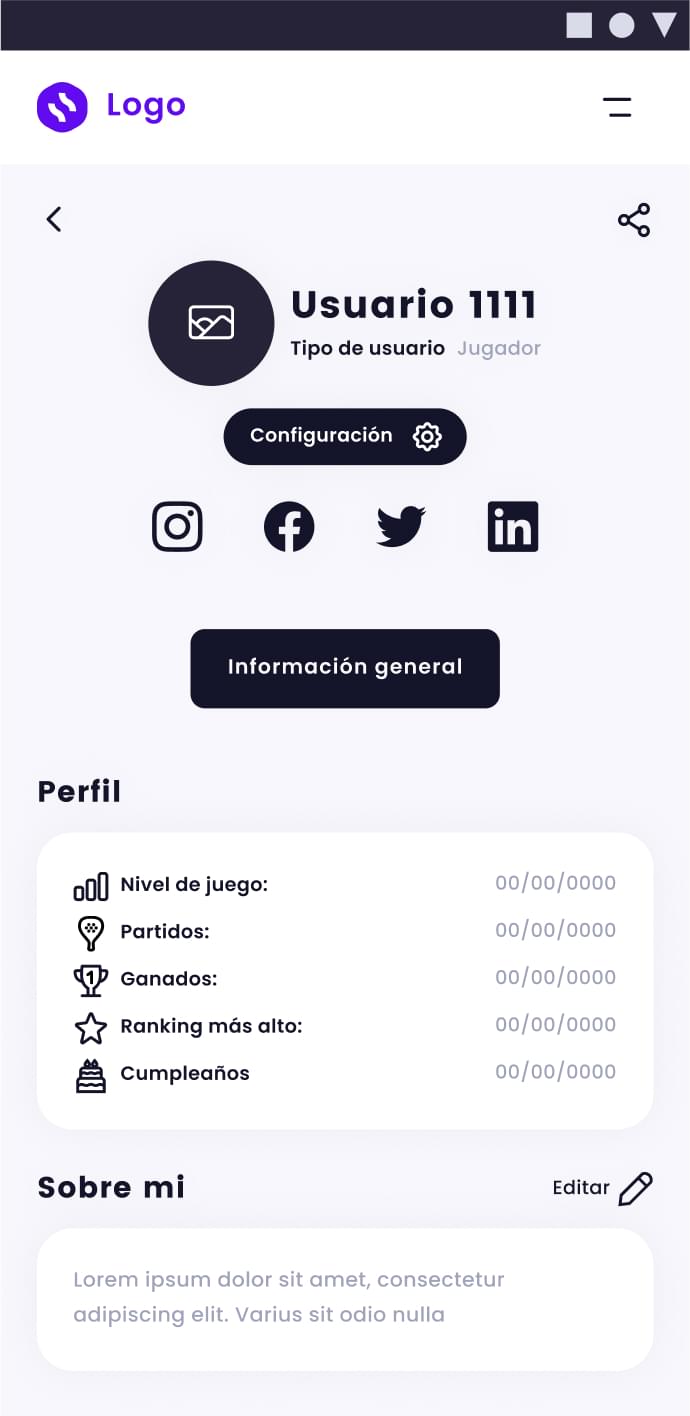 Logo
Usuario 1111
Tipo de usuario Jugador
Configuración
Información general
Perfil
Nivel de juego: 00/00/0000
Partidos: 00/00/0000
1
Ganados: 00/00/0000
Ranking más alto: 00/00/0000
Cumpleaños 00/00/0000
Sobre mi
Editar
Lorem ipsum dolor sit amet, consectetur
adipiscing elit. Varius sit odio nulla